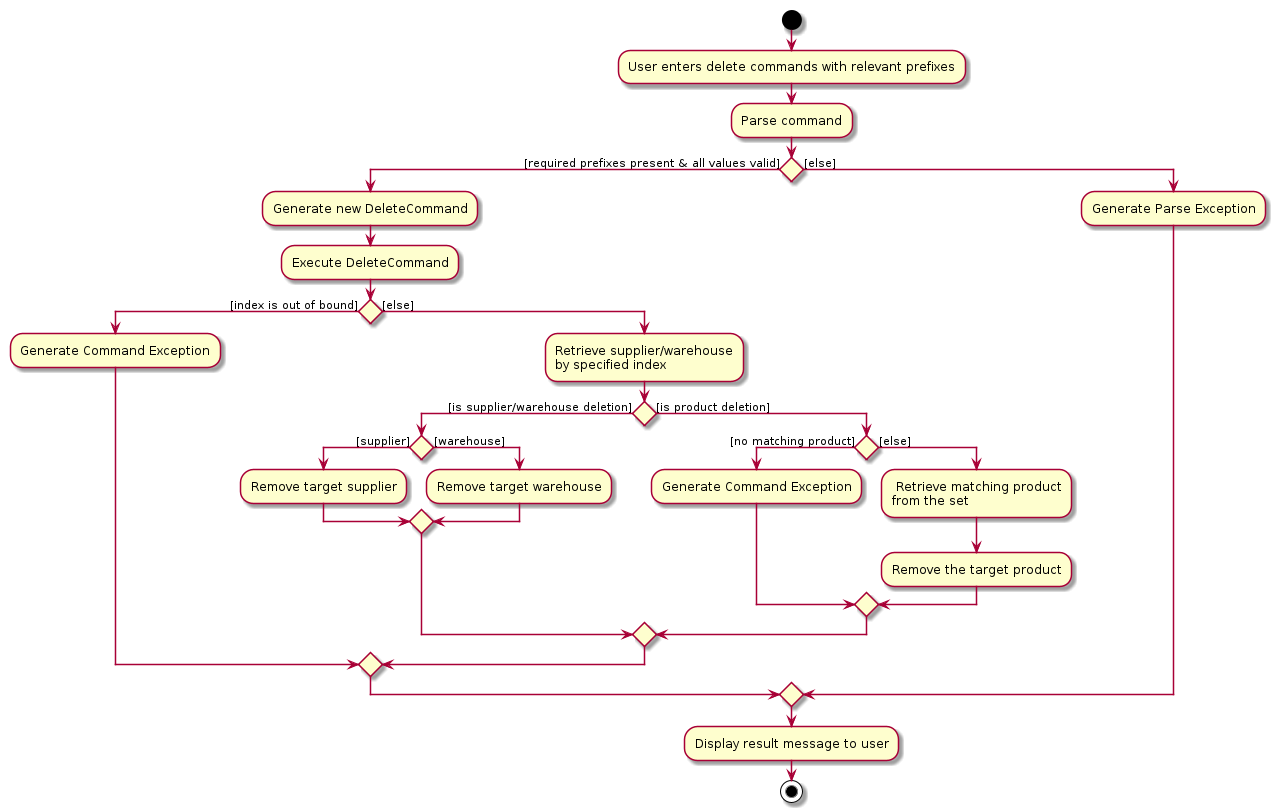 User enters delete commands with relevant prefixes
Parse command
[required prefixes present & all values valid]
[else]
Generate new DeleteCommand
Generate Parse Exception
Execute DeleteCommand
[index is out of bound]
[else]
Generate Command Exception
Retrieve supplier/warehouse
by specified index
[is supplier/warehouse deletion]
[is product deletion]
[supplier]
[warehouse]
[no matching product]
[else]
Remove target supplier
Remove target warehouse
Generate Command Exception
Retrieve matching product
from the set
Remove the target product
Display result message to user